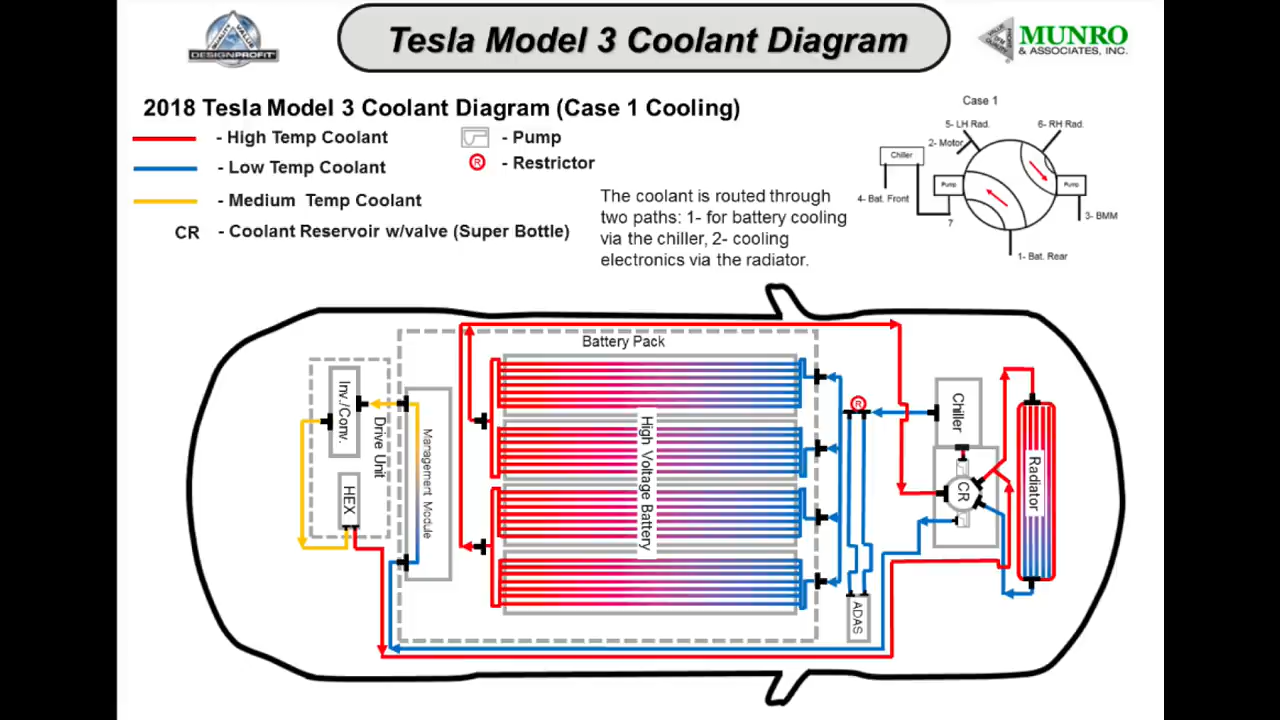 DESIGNPROFIT
Tesla Model 3 Coolant Diagram
MUNRO
& ASSOCIATES, INC.
2018 Tesla Model 3 Coolant Diagram (Case 1 Cooling)
- High Temp Coolant
- Pump
- Low Temp Coolant
R - Restrictor
- Medium Temp Coolant
CR - Coolant Reservoir w/valve (Super Bottle)
The coolant is routed through
two paths: 1- for battery cooling
via the chiller, 2- cooling
electronics via the radiator.
Case 1
5- LH Rad.
6- RH Rad.
2- Motor
Chiller
Pump
Pump
4- Bat. Front
7
3- BMM
1- Bat. Rear
Battery Pack
Inv./Conv.
Drive Unit
HEX
Management Module
High Voltage Battery
R
ADAS
Chiller
CR
Radiator